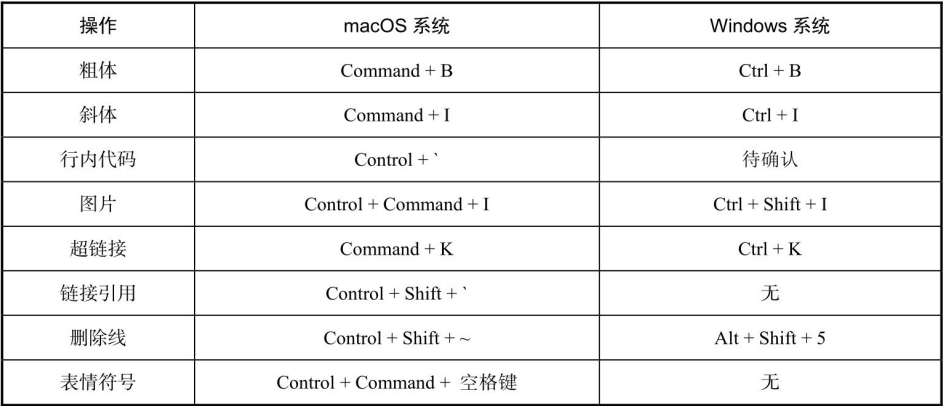 操作 macOS 系统 Windows 系统
粗体 Command + B Ctrl + B
斜体 Command + I Ctrl + I
行内代码 Control + ` 待确认
图片 Control + Command + I Ctrl + Shift + I
超链接 Command + K Ctrl + K
链接引用 Control + Shift + ` 无
删除线 Control + Shift + ~ Alt + Shift + 5
表情符号 Control + Command + 空格键 无